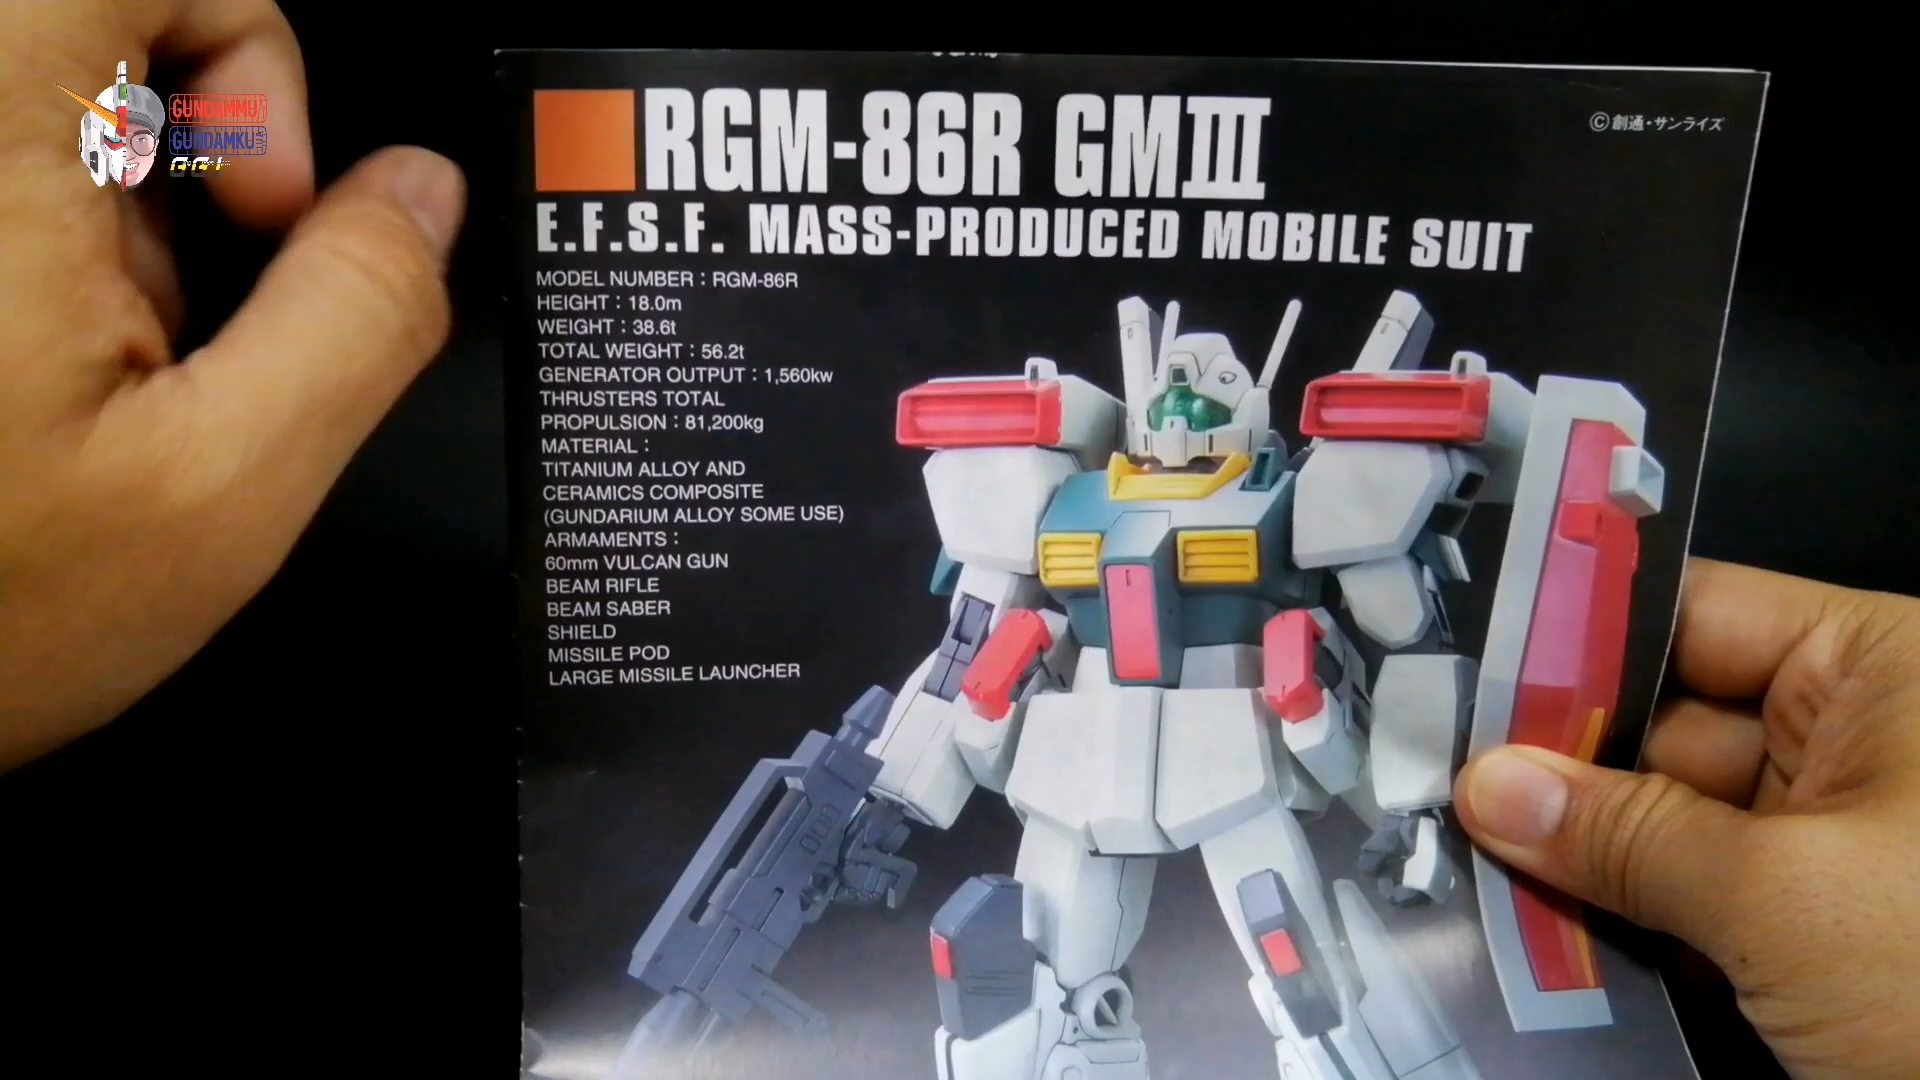 GUNDAMMU
GUNDAMKU
RGM-86R GMIII
©創通・サンライズ
E.F.S.F. MASS-PRODUCED MOBILE SUIT
MODEL NUMBER：RGM-86R
HEIGHT：18.0m
WEIGHT：38.6t
TOTAL WEIGHT：56.2t
GENERATOR OUTPUT：1,560kw
THRUSTERS TOTAL
PROPULSION：81,200kg
MATERIAL：
TITANIUM ALLOY AND
CERAMICS COMPOSITE
(GUNDARIUM ALLOY SOME USE)
ARMAMENTS：
60mm VULCAN GUN
BEAM RIFLE
BEAM SABER
SHIELD
MISSILE POD
LARGE MISSILE LAUNCHER